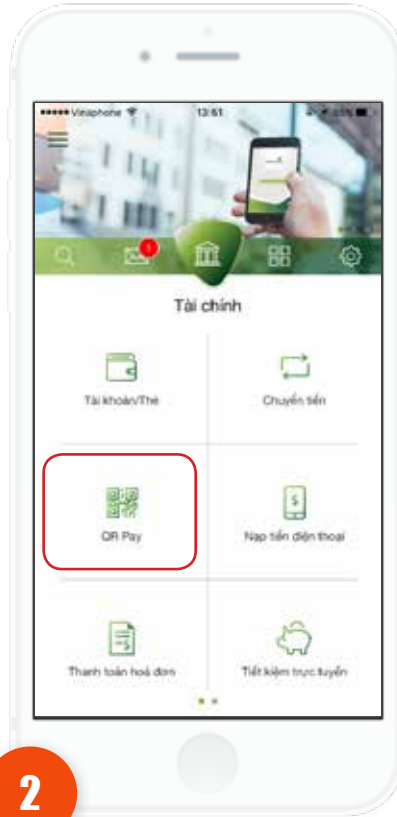 Vinaphone 13:51
Tài chính
Tài khoản/Thẻ Chuyển tiền
QR Pay Nạp tiền điện thoại
Thanh toán hoá đơn Tiết kiệm trực tuyến
2